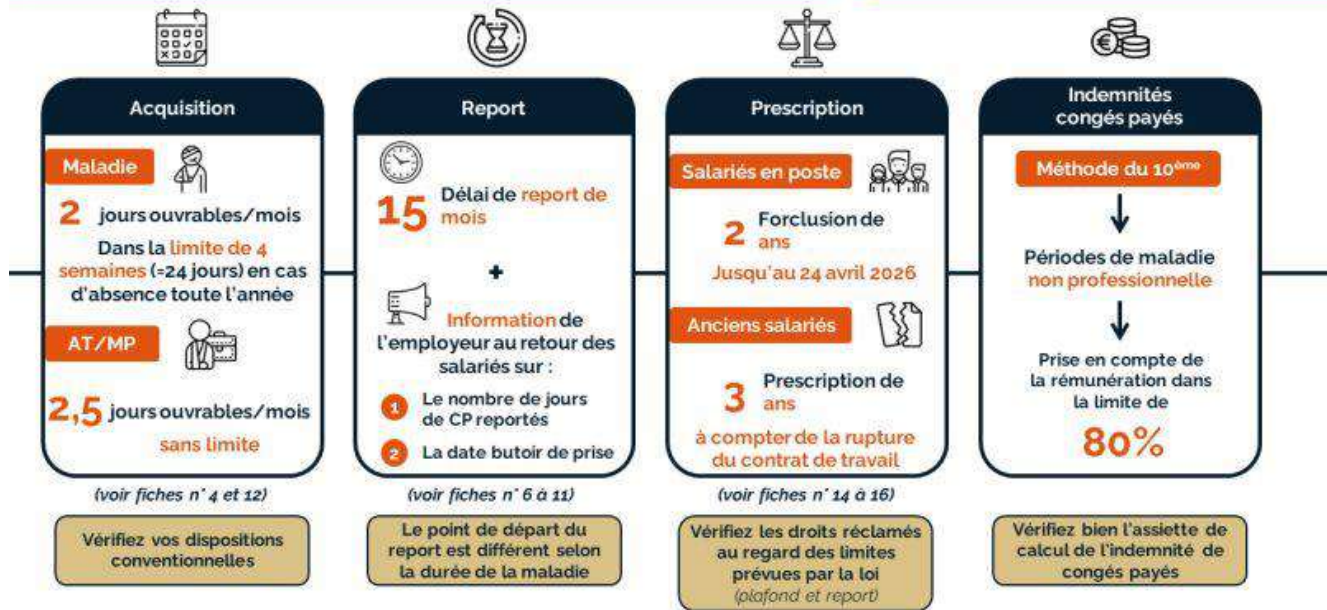 Acquisition
Maladie
2 jours ouvrables/mois
Dans la limite de 4
semaines (=24 jours) en cas
d'absence toute l'année
AT/MP
2,5 jours ouvrables/mois
sans limite
(voir fiches n° 4 et 12)
Vérifiez vos dispositions
conventionnelles
Report
15 Délai de report de
mois
+
Information de
l'employeur au retour des
salariés sur :
1 Le nombre de jours
de CP reportés
2 La date butoir de prise
(voir fiches n° 6 à 11)
Le point de départ du
report est différent selon
la durée de la maladie
Prescription
Salariés en poste
2 Forclusion de
ans
Jusqu'au 24 avril 2026
Anciens salariés
3 Prescription de
ans
à compter de la rupture
du contrat de travail
(voir fiches n° 14 à 16)
Vérifiez les droits réclamés
au regard des limites
prévues par la loi
(plafond et report)
Indemnités
congés payés
Méthode du 10ème
Périodes de maladie
non professionnelle
Prise en compte de
la rémunération dans
la limite de
80%
Vérifiez bien l'assiette de
calcul de l'indemnité de
congés payés